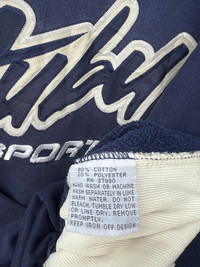 SPORT
80% COTTON
20% POLYESTER
RN 37990
HAND WASH OR MACHINE
WASH SEPARATELY IN LUKE
WARM WATER. DO NOT
BLEACH, TUMBLE DRY LOW
OR LINE DRY. REMOVE
PROMPTLY.
KEEP IRON OFF DESIGN.